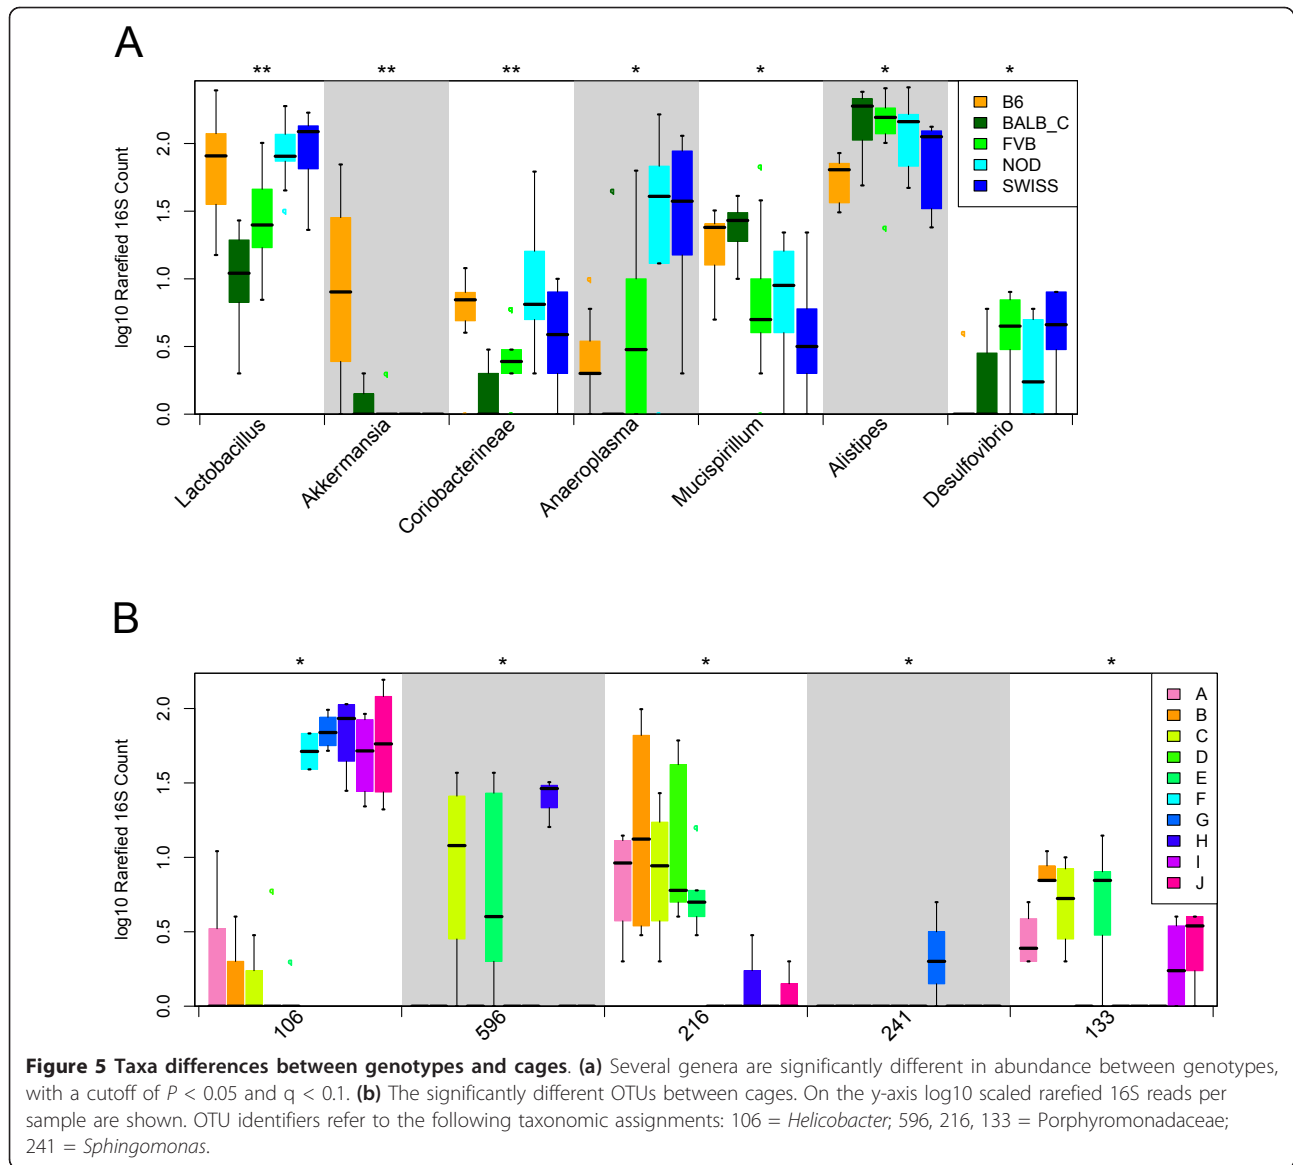 A
** ** ** * * * *
log10 Rarefied 16S Count
2.0
1.5
1.0
0.5
0.0
B6
BALB_C
FVB
NOD
SWISS
Lactobacillus
Akkermansia
Coriobacterineae
Anaeroplasma
Mucispirillum
Alistipes
Desulfovibrio
B
* * * * *
log10 Rarefied 16S Count
2.0
1.5
1.0
0.5
0.0
A
B
C
D
E
F
G
H
I
J
106
596
216
241
133
Figure 5 Taxa differences between genotypes and cages. (a) Several genera are significantly different in abundance between genotypes,
with a cutoff of P < 0.05 and q < 0.1. (b) The significantly different OTUs between cages. On the y-axis log10 scaled rarefied 16S reads per
sample are shown. OTU identifiers refer to the following taxonomic assignments: 106 = Helicobacter; 596, 216, 133 = Porphyromonadaceae;
241 = Sphingomonas.